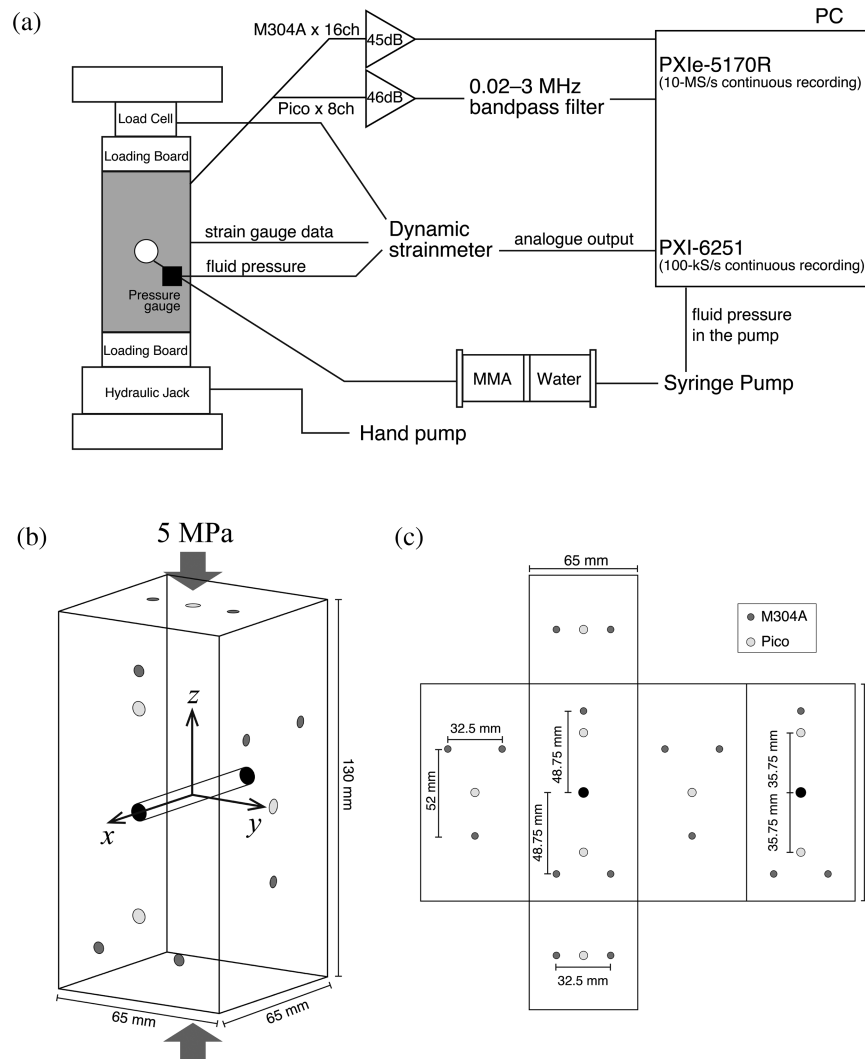 (a)
PC
M304A x 16ch
45dB
PXIe-5170R
(10-MS/s continuous recording)
46dB
0.02–3 MHz
bandpass filter
Pico x 8ch
Load Cell
Loading Board
strain gauge data
Dynamic
strainmeter
analogue output
PXI-6251
(100-kS/s continuous recording)
fluid pressure
Pressure
gauge
fluid pressure
in the pump
Loading Board
MMA
Water
Syringe Pump
Hydraulic Jack
Hand pump
(b)
5 MPa
z
x
y
130 mm
65 mm
65 mm
(c)
65 mm
M304A
Pico
32.5 mm
52 mm
48.75 mm
48.75 mm
35.75 mm
35.75 mm
32.5 mm